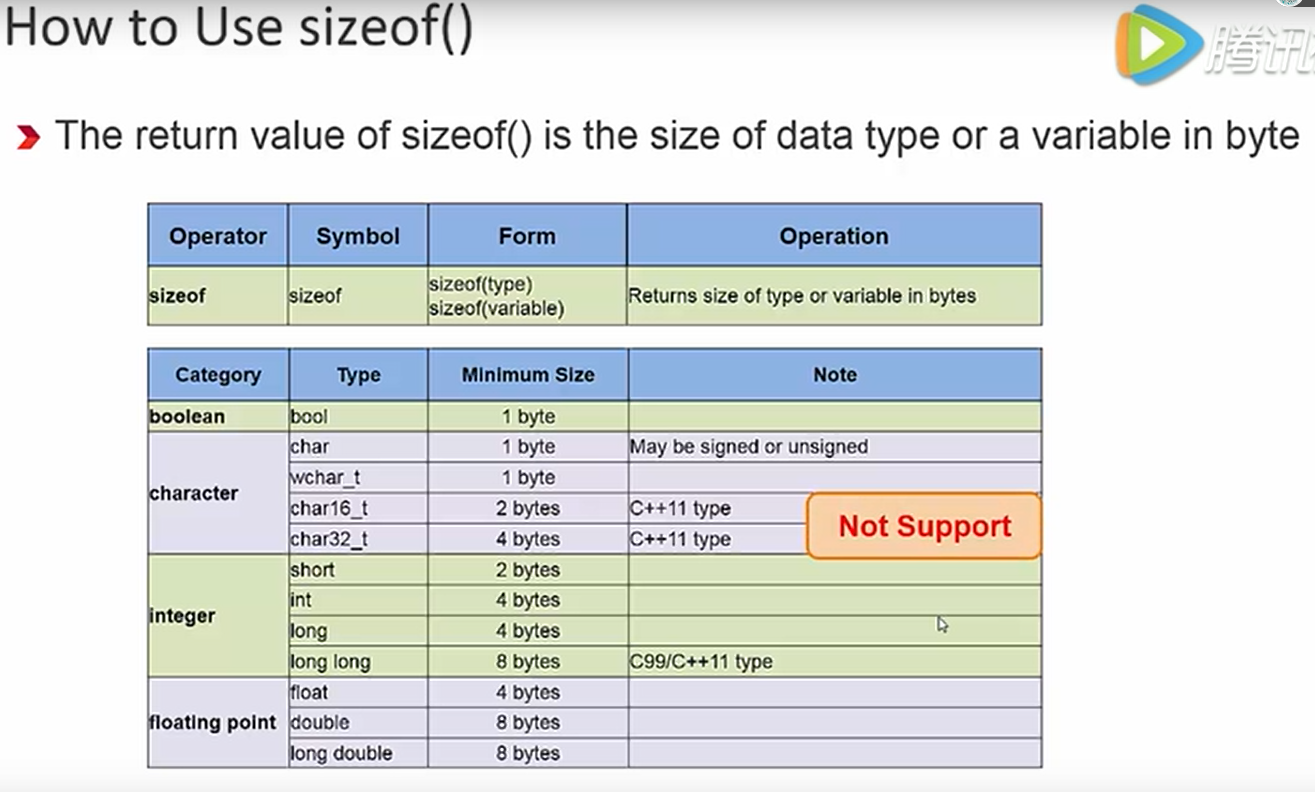 How to Use sizeof()
腾讯
The return value of sizeof() is the size of data type or a variable in byte
Operator Symbol Form Operation
sizeof sizeof sizeof(type) Returns size of type or variable in bytes
sizeof(variable)
Category Type Minimum Size Note
boolean bool 1 byte
character char 1 byte May be signed or unsigned
wchar_t 1 byte
char16_t 2 bytes C++11 type
char32_t 4 bytes C++11 type
Not Support
integer short 2 bytes
int 4 bytes
long 4 bytes
long long 8 bytes C99/C++11 type
floating point float 4 bytes
double 8 bytes
long double 8 bytes